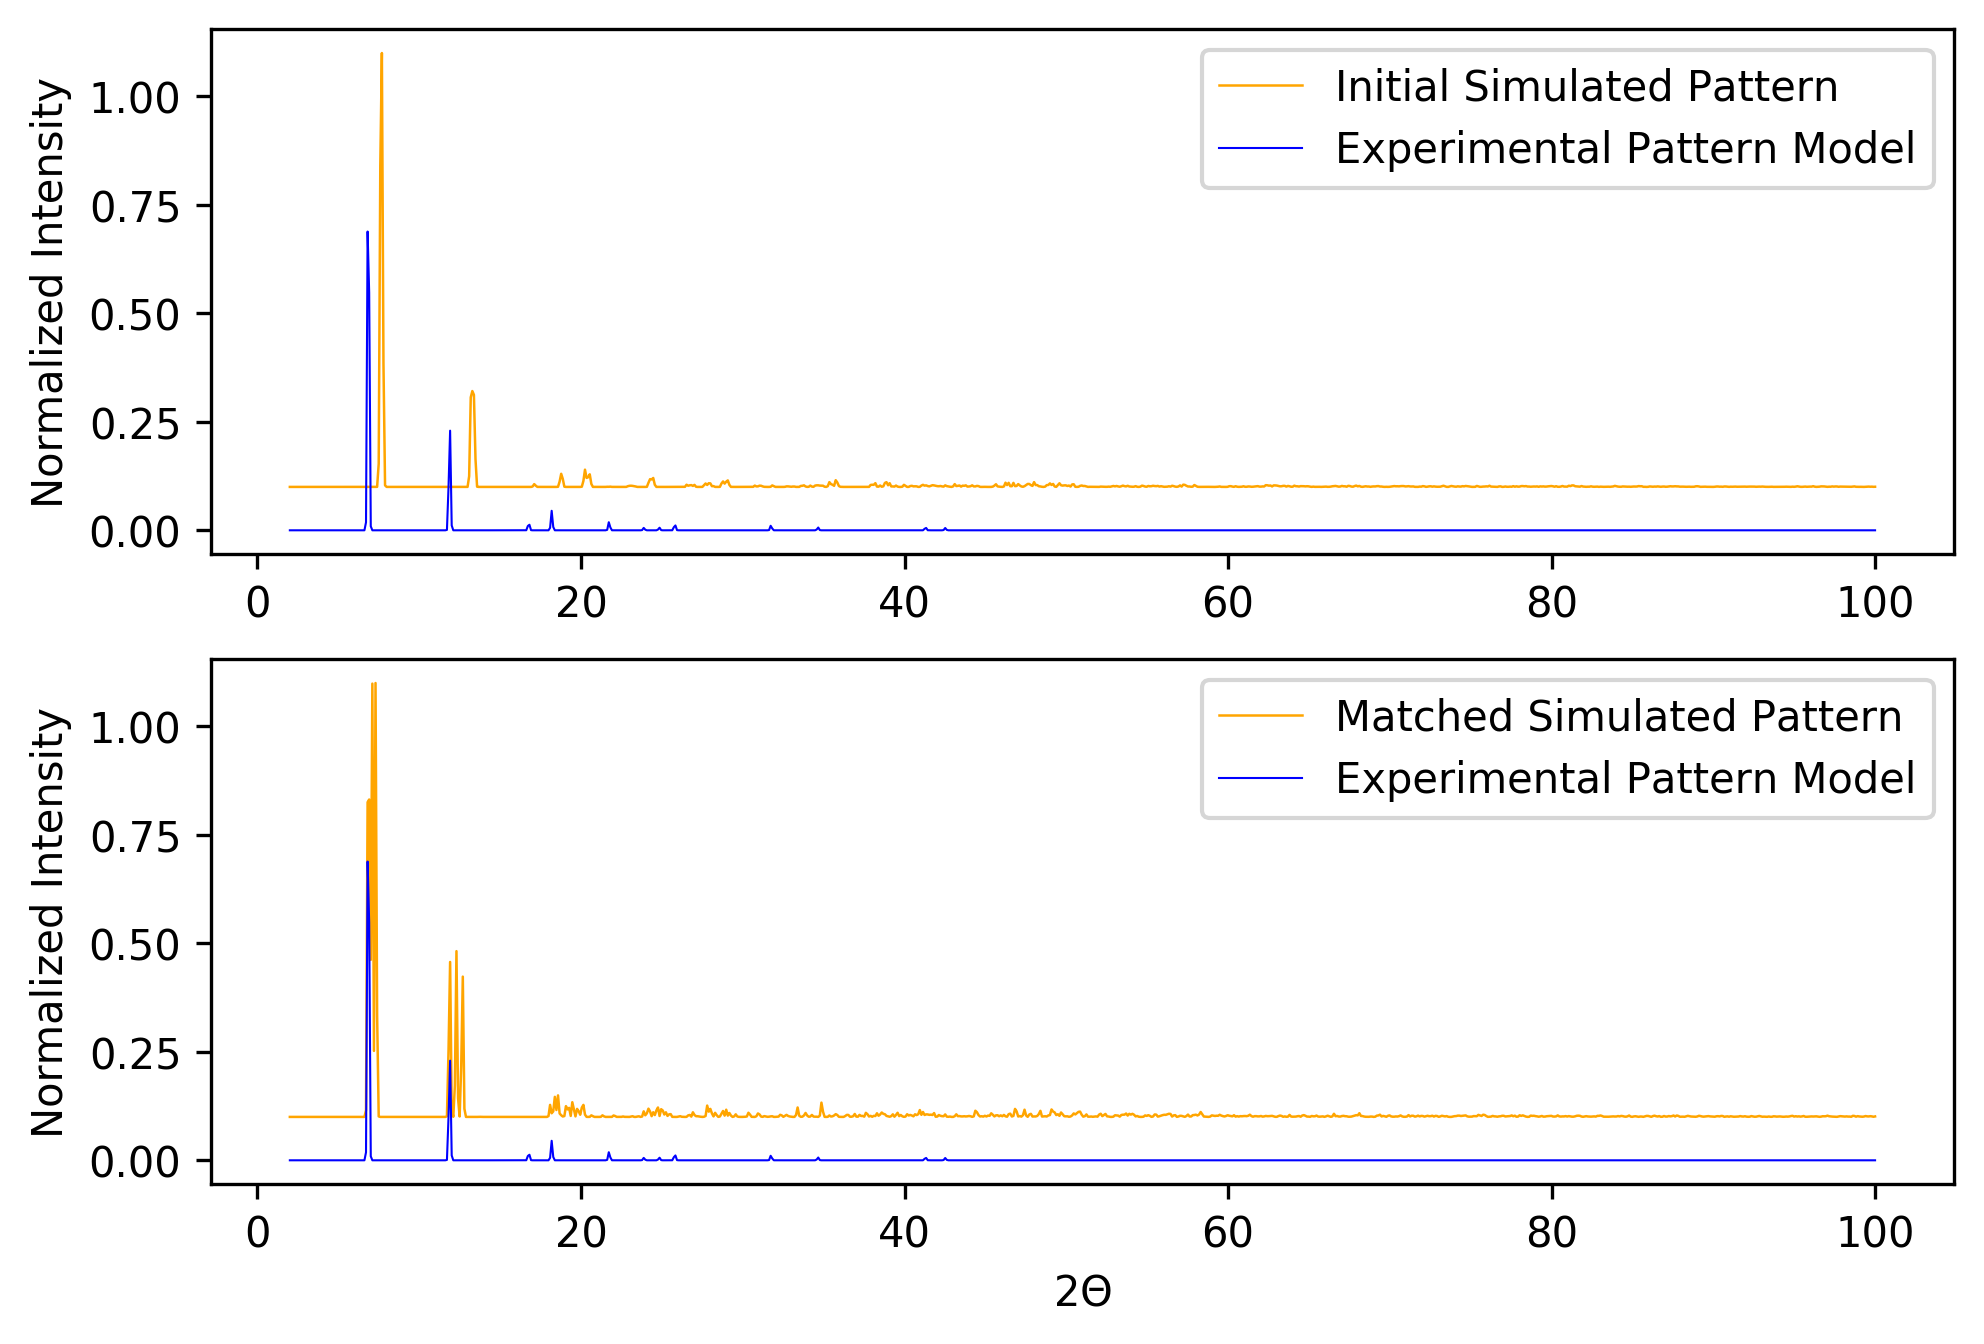 Normalized Intensity
1.00
0.75
0.50
0.25
0.00
0 20 40 60 80 100
Initial Simulated Pattern
Experimental Pattern Model
Normalized Intensity
1.00
0.75
0.50
0.25
0.00
0 20 40 60 80 100
Matched Simulated Pattern
Experimental Pattern Model
2Θ